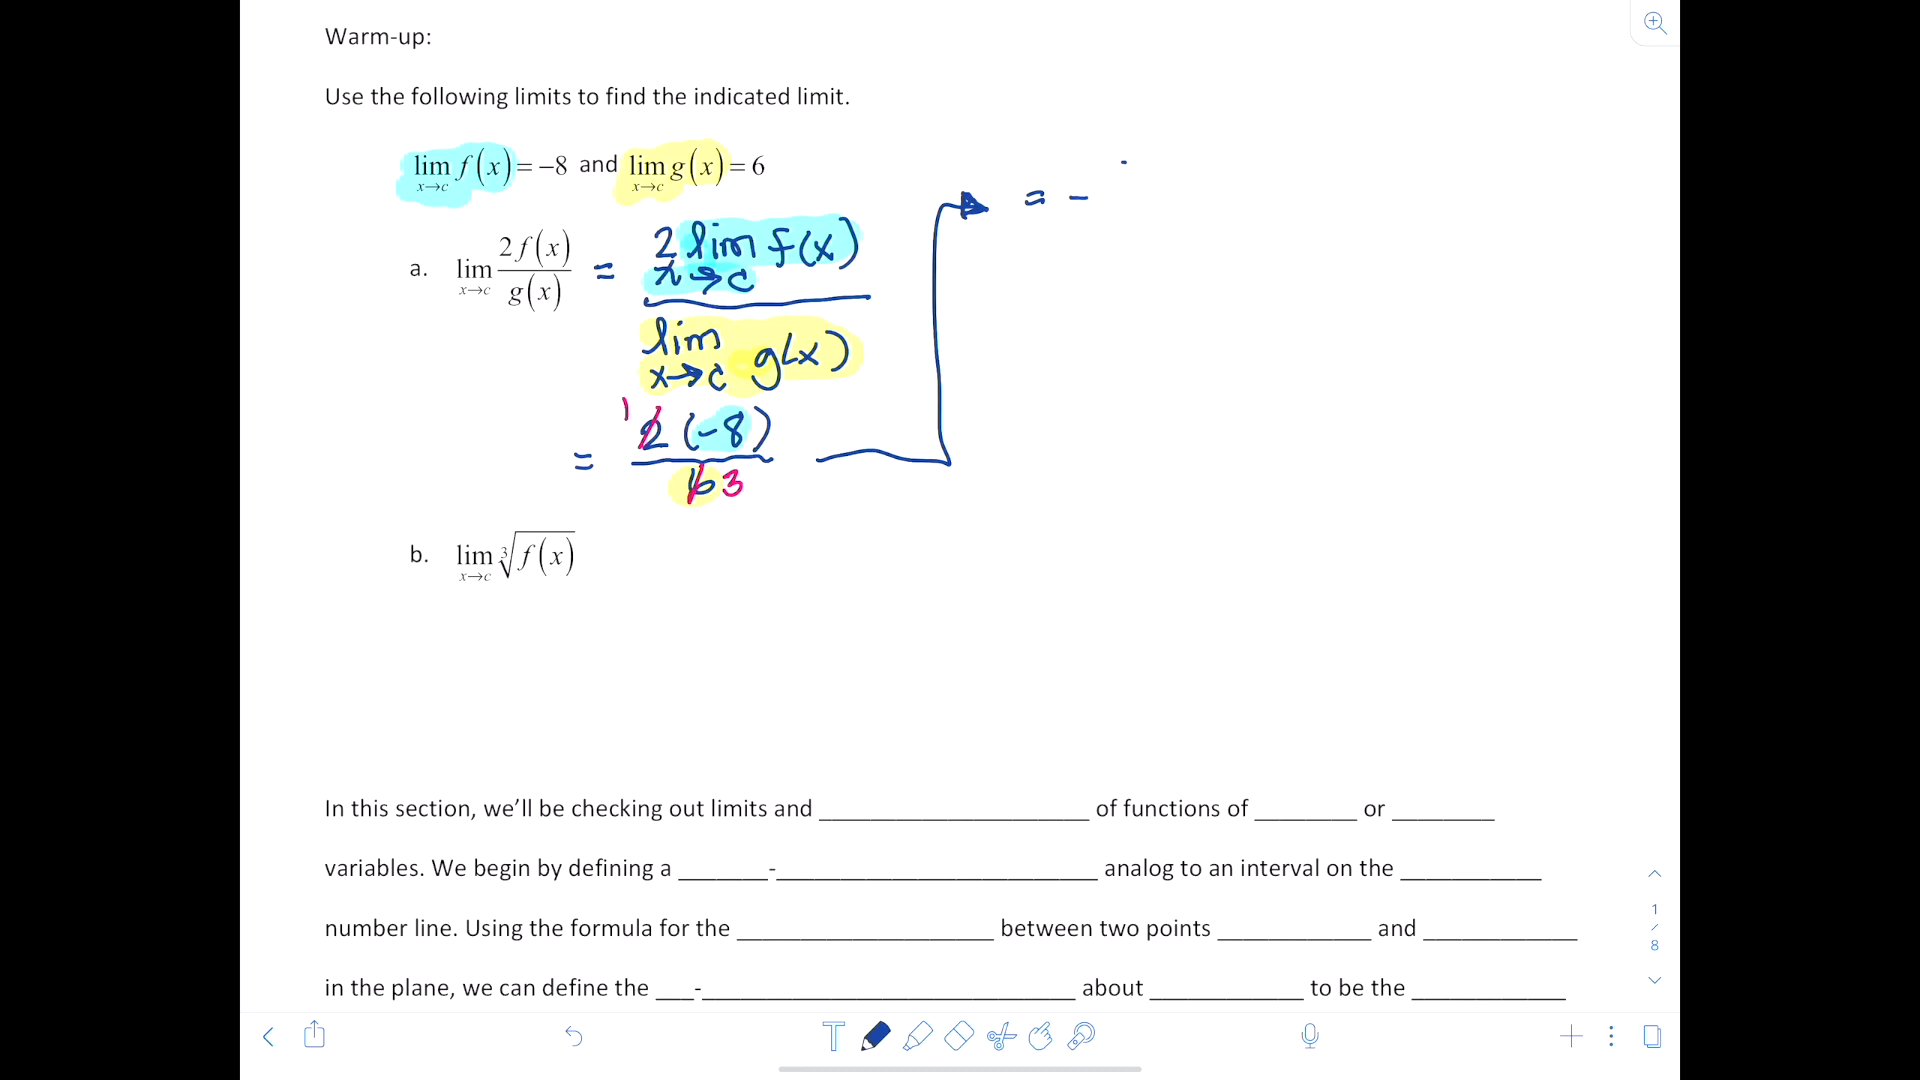 Warm-up:
Use the following limits to find the indicated limit.
lim x→c f(x) = –8 and lim x→c g(x) = 6
a. lim x→c 2f(x)/g(x) = 2 lim x→c f(x) / lim x→c g(x)
= 1 2(-8) / 6 3
= -
b. lim x→c ∛f(x)
In this section, we’ll be checking out limits and _____________________ of functions of ________ or ________
variables. We begin by defining a _______-_________________________ analog to an interval on the ___________
number line. Using the formula for the ____________________ between two points ____________ and ____________
in the plane, we can define the ___-_____________________________ about ____________ to be the ____________
1
/
8
T